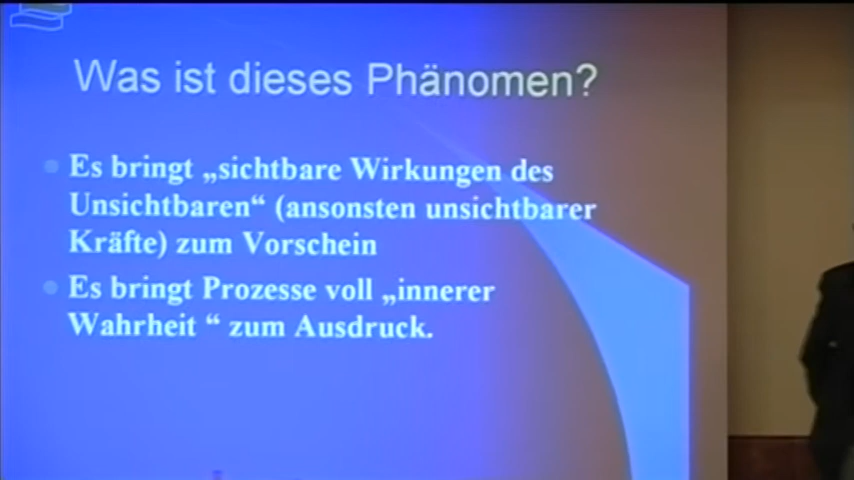 Was ist dieses Phänomen?
Es bringt „sichtbare Wirkungen des
Unsichtbaren“ (ansonsten unsichtbarer
Kräfte) zum Vorschein
Es bringt Prozesse voll „innerer
Wahrheit “ zum Ausdruck.